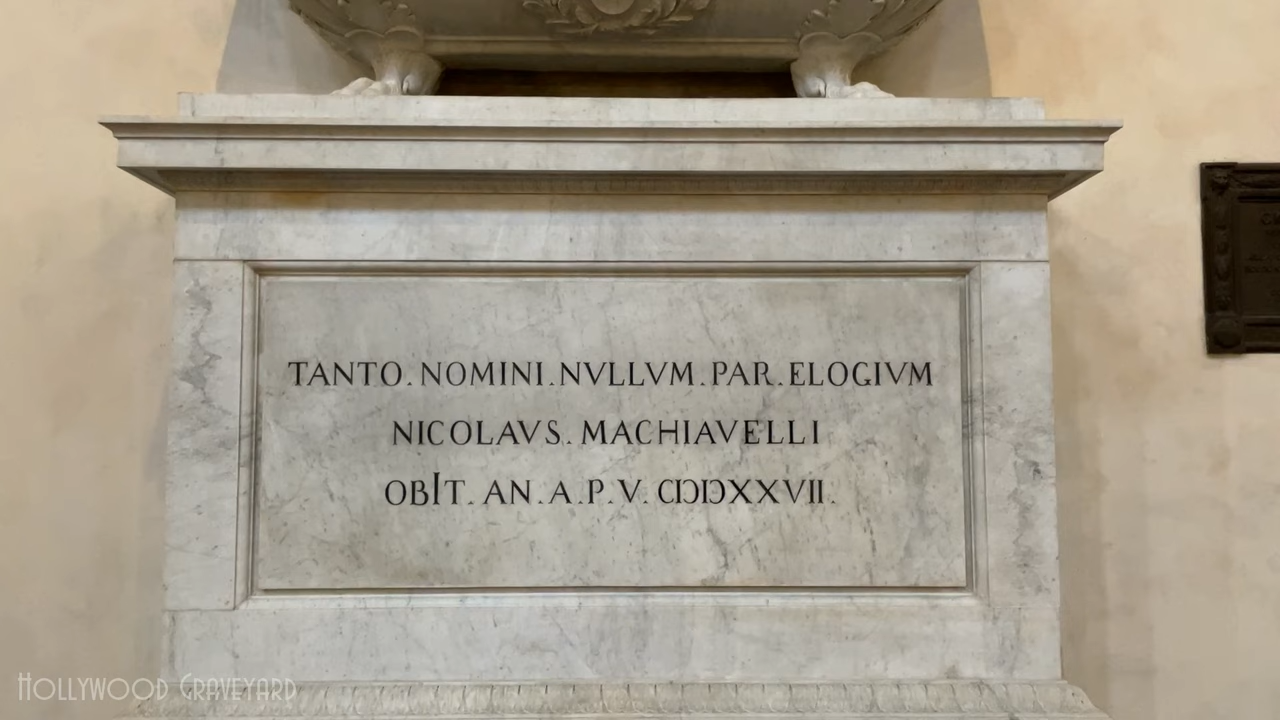 TANTO. NOMINI. NVLLVM. PAR. ELOGIVM
NICOLAVS. MACHIAVELLI
OBIT. AN. A. P. V. CIƆIƆXXVII.
HOLLYWOOD GRAVEYARD